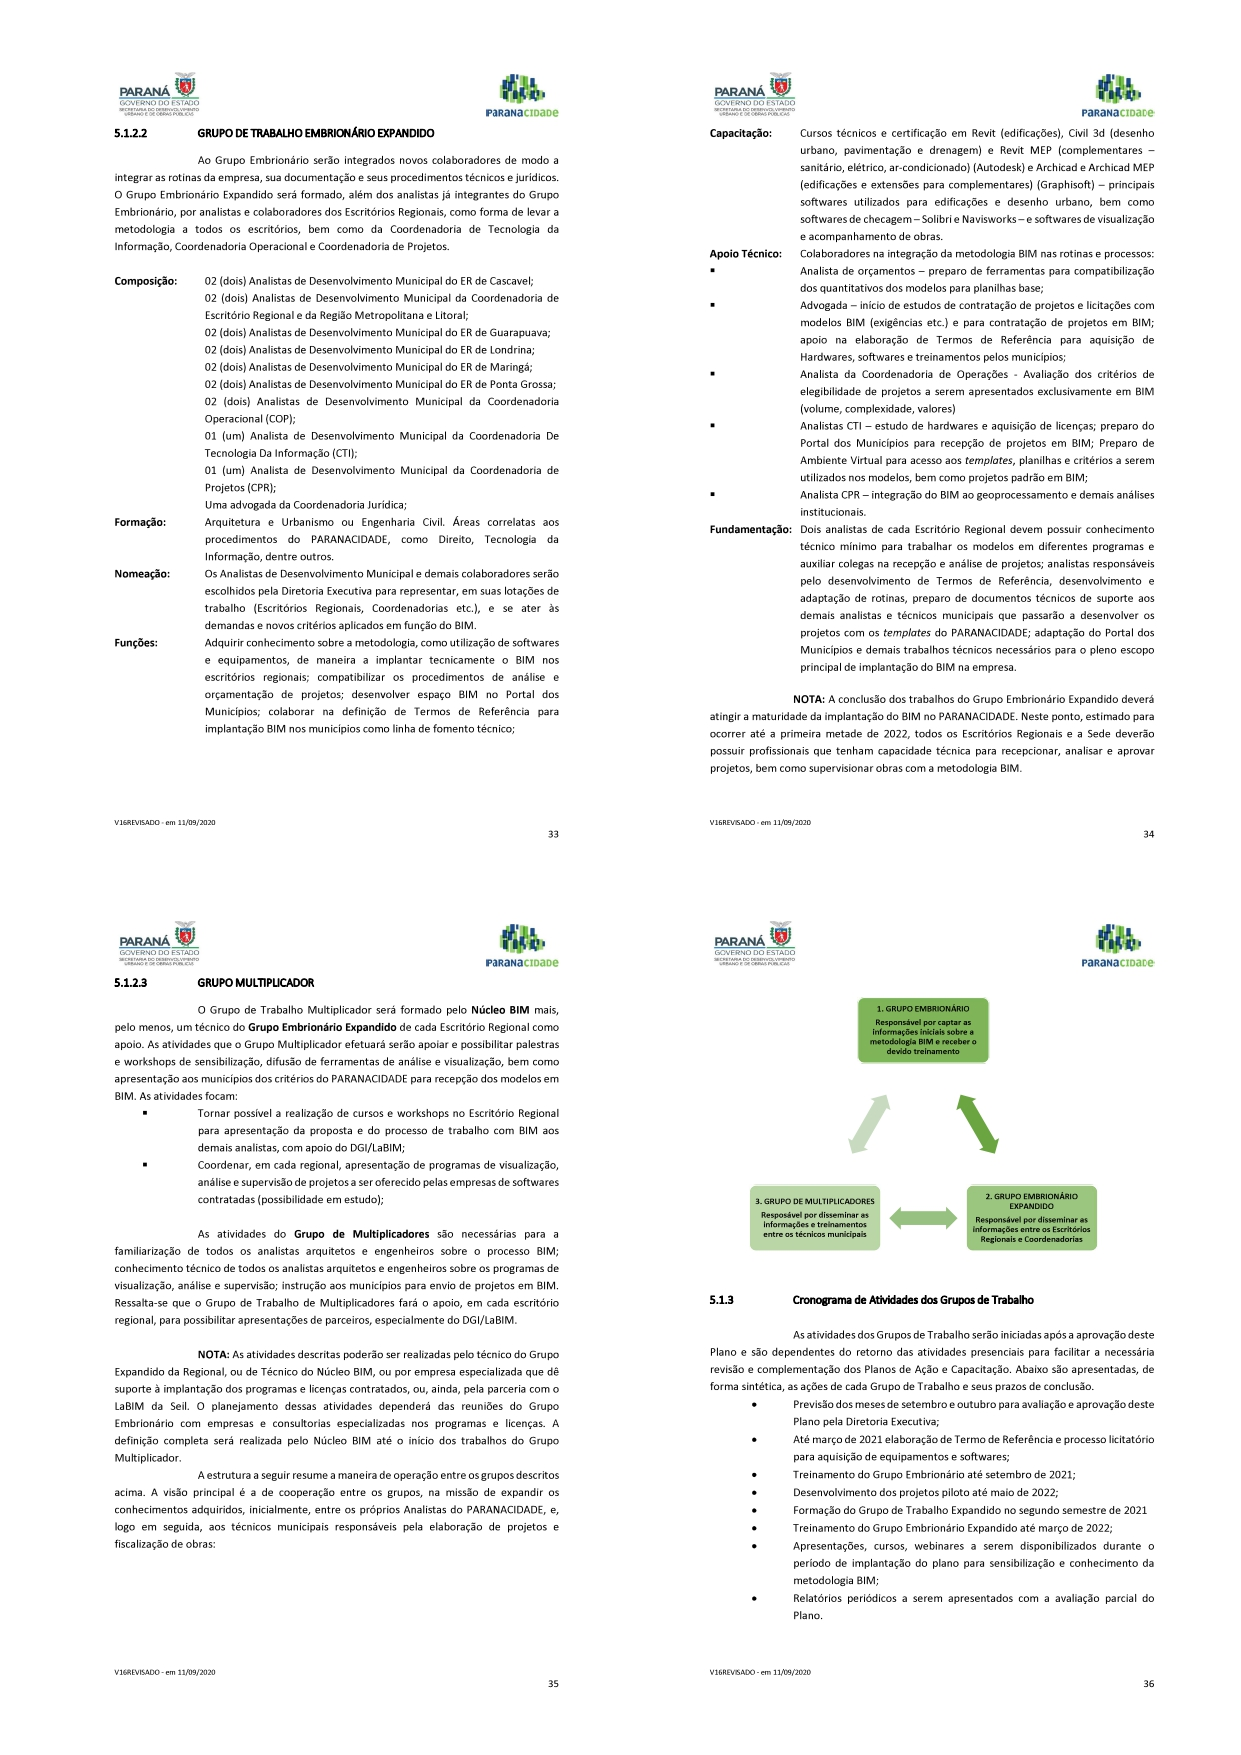 PARANÁ
GOVERNO DO ESTADO
SECRETARIA DO DESENVOLVIMENTO
URBANO E DE OBRAS PÚBLICAS
PARANACIDADE
5.1.2.2 GRUPO DE TRABALHO EMBRIONÁRIO EXPANDIDO
Ao Grupo Embrionário serão integrados novos colaboradores de modo a
integrar as rotinas da empresa, sua documentação e seus procedimentos técnicos e jurídicos.
O Grupo Embrionário Expandido será formado, além dos analistas já integrantes do Grupo
Embrionário, por analistas e colaboradores dos Escritórios Regionais, como forma de levar a
metodologia a todos os escritórios, bem como da Coordenadoria de Tecnologia da
Informação, Coordenadoria Operacional e Coordenadoria de Projetos.
Composição: 02 (dois) Analistas de Desenvolvimento Municipal do ER de Cascavel;
02 (dois) Analistas de Desenvolvimento Municipal da Coordenadoria de
Escritório Regional e da Região Metropolitana e Litoral;
02 (dois) Analistas de Desenvolvimento Municipal do ER de Guarapuava;
02 (dois) Analistas de Desenvolvimento Municipal do ER de Londrina;
02 (dois) Analistas de Desenvolvimento Municipal do ER de Maringá;
02 (dois) Analistas de Desenvolvimento Municipal do ER de Ponta Grossa;
02 (dois) Analistas de Desenvolvimento Municipal da Coordenadoria
Operacional (COP);
01 (um) Analista de Desenvolvimento Municipal da Coordenadoria De
Tecnologia Da Informação (CTI);
01 (um) Analista de Desenvolvimento Municipal da Coordenadoria de
Projetos (CPR);
Uma advogada da Coordenadoria Jurídica;
Formação: Arquitetura e Urbanismo ou Engenharia Civil. Áreas correlatas aos
procedimentos do PARANACIDADE, como Direito, Tecnologia da
Informação, dentre outros.
Nomeação: Os Analistas de Desenvolvimento Municipal e demais colaboradores serão
escolhidos pela Diretoria Executiva para representar, em suas lotações de
trabalho (Escritórios Regionais, Coordenadorias etc.), e se ater às
demandas e novos critérios aplicados em função do BIM.
Funções: Adquirir conhecimento sobre a metodologia, como utilização de softwares
e equipamentos, de maneira a implantar tecnicamente o BIM nos
escritórios regionais; compatibilizar os procedimentos de análise e
orçamentação de projetos; desenvolver espaço BIM no Portal dos
Municípios; colaborar na definição de Termos de Referência para
implantação BIM nos municípios como linha de fomento técnico;
V16REVISADO - em 11/09/2020
33
PARANÁ
GOVERNO DO ESTADO
SECRETARIA DO DESENVOLVIMENTO
URBANO E DE OBRAS PÚBLICAS
PARANACIDADE
Capacitação: Cursos técnicos e certificação em Revit (edificações), Civil 3d (desenho
urbano, pavimentação e drenagem) e Revit MEP (complementares –
sanitário, elétrico, ar-condicionado) (Autodesk) e Archicad e Archicad MEP
(edificações e extensões para complementares) (Graphisoft) – principais
softwares utilizados para edificações e desenho urbano, bem como
softwares de checagem – Solibri e Navisworks – e softwares de visualização
e acompanhamento de obras.
Apoio Técnico: Colaboradores na integração da metodologia BIM nas rotinas e processos:
▪ Analista de orçamentos – preparo de ferramentas para compatibilização
dos quantitativos dos modelos para planilhas base;
▪ Advogada – início de estudos de contratação de projetos e licitações com
modelos BIM (exigências etc.) e para contratação de projetos em BIM;
apoio na elaboração de Termos de Referência para aquisição de
Hardwares, softwares e treinamentos pelos municípios;
▪ Analista da Coordenadoria de Operações - Avaliação dos critérios de
elegibilidade de projetos a serem apresentados exclusivamente em BIM
(volume, complexidade, valores)
▪ Analistas CTI – estudo de hardwares e aquisição de licenças; preparo do
Portal dos Municípios para recepção de projetos em BIM; Preparo de
Ambiente Virtual para acesso aos templates, planilhas e critérios a serem
utilizados nos modelos, bem como projetos padrão em BIM;
▪ Analista CPR – integração do BIM ao geoprocessamento e demais análises
institucionais.
Fundamentação: Dois analistas de cada Escritório Regional devem possuir conhecimento
técnico mínimo para trabalhar os modelos em diferentes programas e
auxiliar colegas na recepção e análise de projetos; analistas responsáveis
pelo desenvolvimento de Termos de Referência, desenvolvimento e
adaptação de rotinas, preparo de documentos técnicos de suporte aos
demais analistas e técnicos municipais que passarão a desenvolver os
projetos com os templates do PARANACIDADE; adaptação do Portal dos
Municípios e demais trabalhos técnicos necessários para o pleno escopo
principal de implantação do BIM na empresa.
NOTA: A conclusão dos trabalhos do Grupo Embrionário Expandido deverá
atingir a maturidade da implantação do BIM no PARANACIDADE. Neste ponto, estimado para
ocorrer até a primeira metade de 2022, todos os Escritórios Regionais e a Sede deverão
possuir profissionais que tenham capacidade técnica para recepcionar, analisar e aprovar
projetos, bem como supervisionar obras com a metodologia BIM.
V16REVISADO - em 11/09/2020
34
PARANÁ
GOVERNO DO ESTADO
SECRETARIA DO DESENVOLVIMENTO
URBANO E DE OBRAS PÚBLICAS
PARANACIDADE
5.1.2.3 GRUPO MULTIPLICADOR
O Grupo de Trabalho Multiplicador será formado pelo Núcleo BIM mais,
pelo menos, um técnico do Grupo Embrionário Expandido de cada Escritório Regional como
apoio. As atividades que o Grupo Multiplicador efetuará serão apoiar e possibilitar palestras
e workshops de sensibilização, difusão de ferramentas de análise e visualização, bem como
apresentação aos municípios dos critérios do PARANACIDADE para recepção dos modelos em
BIM. As atividades focam:
▪ Tornar possível a realização de cursos e workshops no Escritório Regional
para apresentação da proposta e do processo de trabalho com BIM aos
demais analistas, com apoio do DGI/LaBIM;
▪ Coordenar, em cada regional, apresentação de programas de visualização,
análise e supervisão de projetos a ser oferecido pelas empresas de softwares
contratadas (possibilidade em estudo);
As atividades do Grupo de Multiplicadores são necessárias para a
familiarização de todos os analistas arquitetos e engenheiros sobre o processo BIM;
conhecimento técnico de todos os analistas arquitetos e engenheiros sobre os programas de
visualização, análise e supervisão; instrução aos municípios para envio de projetos em BIM.
Ressalta-se que o Grupo de Trabalho de Multiplicadores fará o apoio, em cada escritório
regional, para possibilitar apresentações de parceiros, especialmente do DGI/LaBIM.
NOTA: As atividades descritas poderão ser realizadas pelo técnico do Grupo
Expandido da Regional, ou de Técnico do Núcleo BIM, ou por empresa especializada que dê
suporte à implantação dos programas e licenças contratados, ou, ainda, pela parceria com o
LaBIM da Seil. O planejamento dessas atividades dependerá das reuniões do Grupo
Embrionário com empresas e consultorias especializadas nos programas e licenças. A
definição completa será realizada pelo Núcleo BIM até o início dos trabalhos do Grupo
Multiplicador.
A estrutura a seguir resume a maneira de operação entre os grupos descritos
acima. A visão principal é a de cooperação entre os grupos, na missão de expandir os
conhecimentos adquiridos, inicialmente, entre os próprios Analistas do PARANACIDADE, e,
logo em seguida, aos técnicos municipais responsáveis pela elaboração de projetos e
fiscalização de obras:
V16REVISADO - em 11/09/2020
35
PARANÁ
GOVERNO DO ESTADO
SECRETARIA DO DESENVOLVIMENTO
URBANO E DE OBRAS PÚBLICAS
PARANACIDADE
1. GRUPO EMBRIONÁRIO
Responsável por captar as
informações iniciais sobre a
metodologia BIM e receber o
devido treinamento
3. GRUPO DE MULTIPLICADORES
Resposável por disseminar as
informações e treinamentos
entre os técnicos municipais
2. GRUPO EMBRIONÁRIO
EXPANDIDO
Responsável por disseminar as
informações entre os Escritórios
Regionais e Coordenadorias
5.1.3 Cronograma de Atividades dos Grupos de Trabalho
As atividades dos Grupos de Trabalho serão iniciadas após a aprovação deste
Plano e são dependentes do retorno das atividades presenciais para facilitar a necessária
revisão e complementação dos Planos de Ação e Capacitação. Abaixo são apresentadas, de
forma sintética, as ações de cada Grupo de Trabalho e seus prazos de conclusão.
• Previsão dos meses de setembro e outubro para avaliação e aprovação deste
Plano pela Diretoria Executiva;
• Até março de 2021 elaboração de Termo de Referência e processo licitatório
para aquisição de equipamentos e softwares;
• Treinamento do Grupo Embrionário até setembro de 2021;
• Desenvolvimento dos projetos piloto até maio de 2022;
• Formação do Grupo de Trabalho Expandido no segundo semestre de 2021
• Treinamento do Grupo Embrionário Expandido até março de 2022;
• Apresentações, cursos, webinares a serem disponibilizados durante o
período de implantação do plano para sensibilização e conhecimento da
metodologia BIM;
• Relatórios periódicos a serem apresentados com a avaliação parcial do
Plano.
V16REVISADO - em 11/09/2020
36